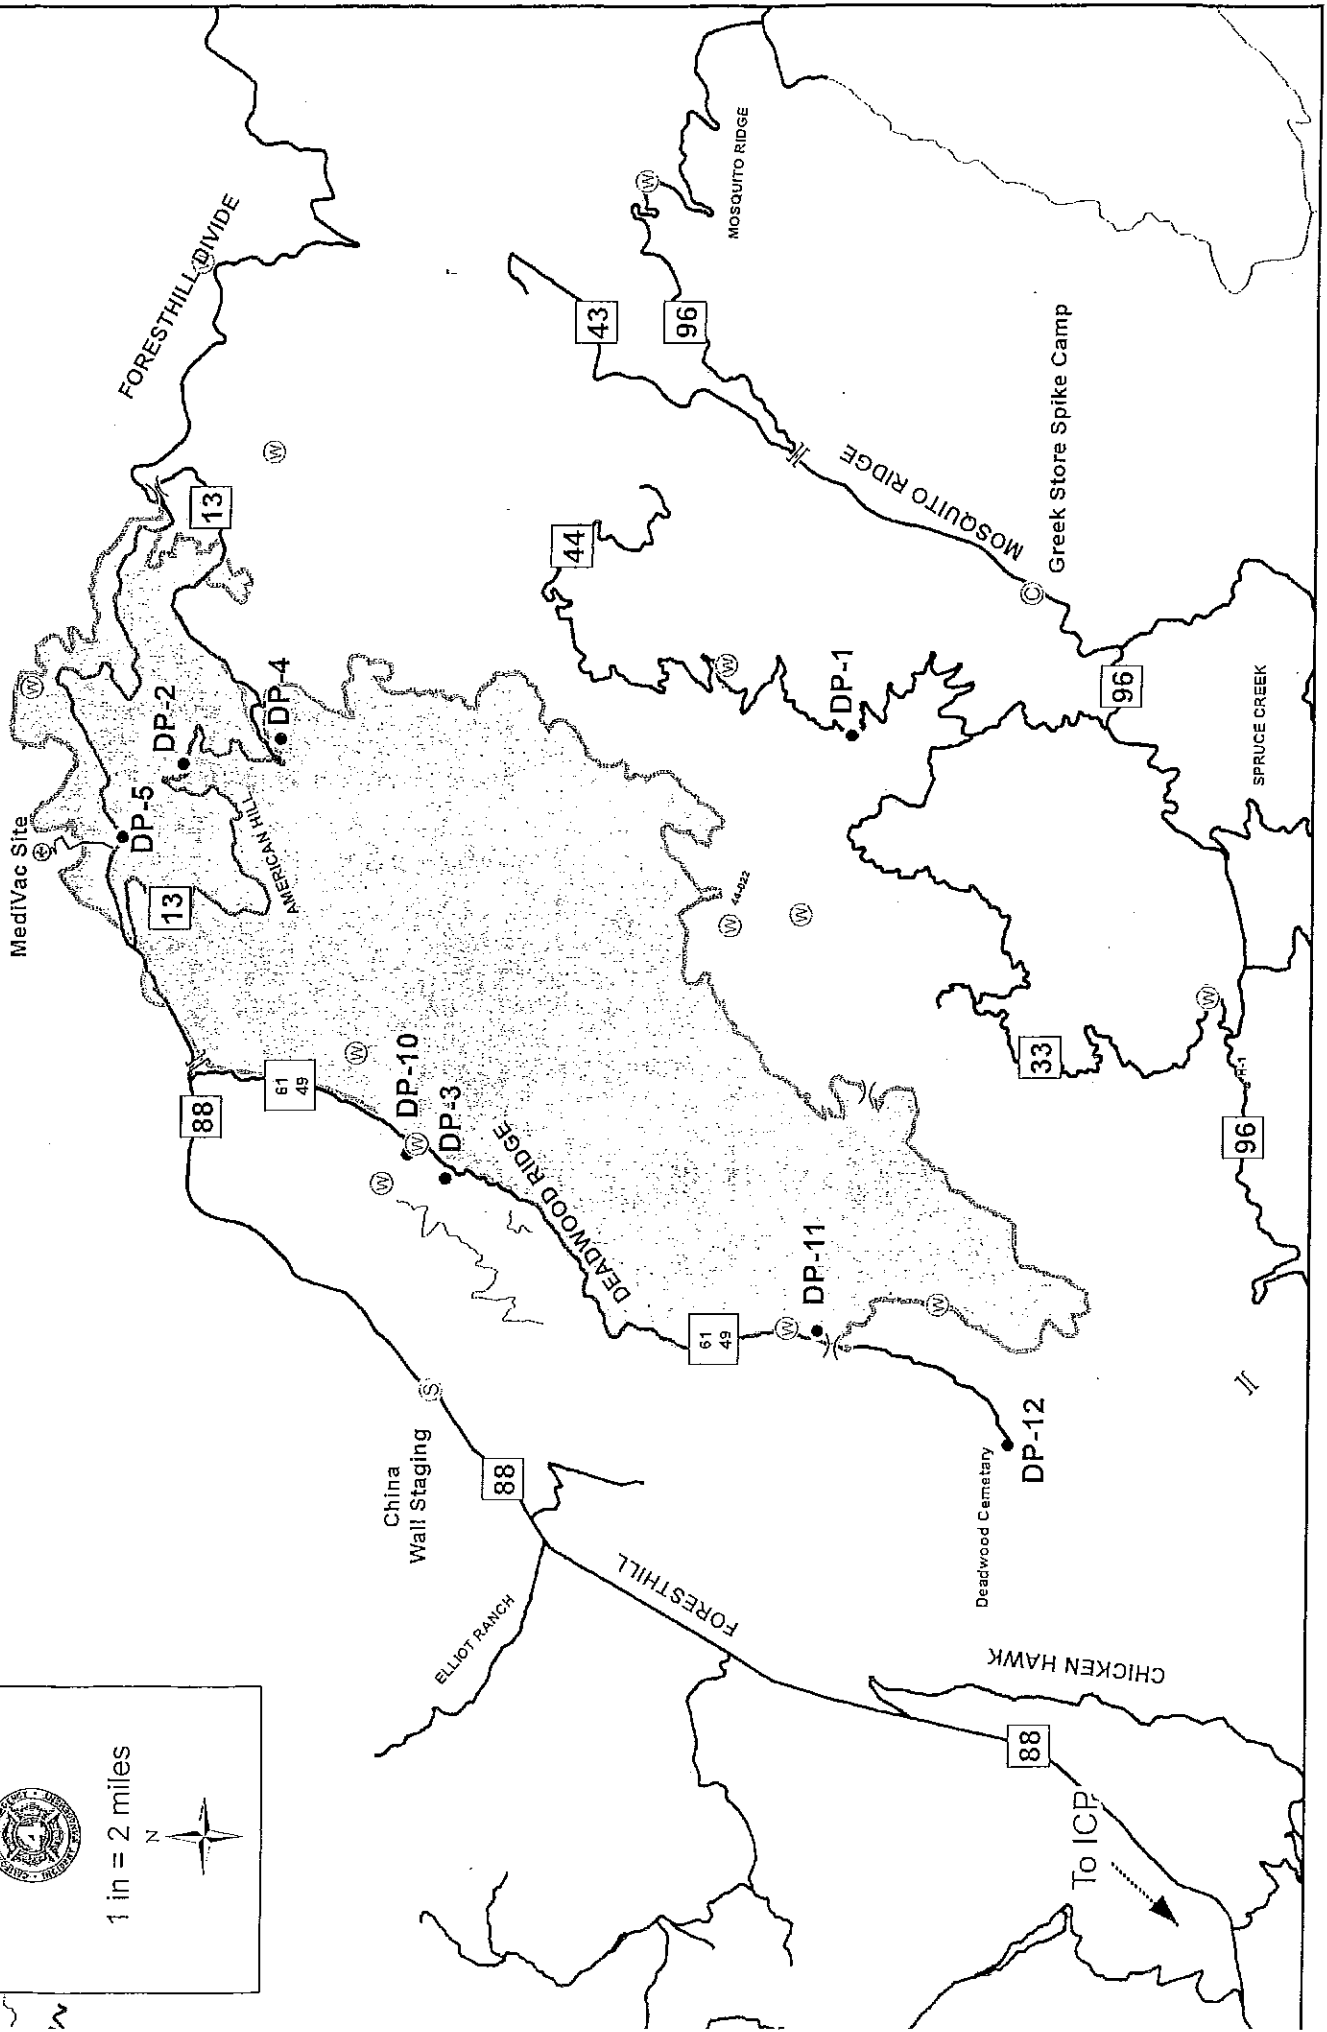 MediVac Site
FORESTHILL DIVIDE
13
DP-2
DP-5
DP-4
13
AMERICAN HILL
88
61
49
DP-10
DP-3
DEADWOOD RIDGE
61
49
DP-11
DP-12
Deadwood Cemetary
China
Wall Staging
S
88
ELLIOT RANCH
FORESTHILL
CHICKEN HAWK
88
To ICP
MOSQUITO RIDGE
43
96
MOSQUITO RIDGE
Greek Store Spike Camp
C
44
DP-1
96
SPRUCE CREEK
44-022
33
H-1
96
W
W
W
W
W
W
W
W
W
W
W
W
1 in = 2 miles
N
4